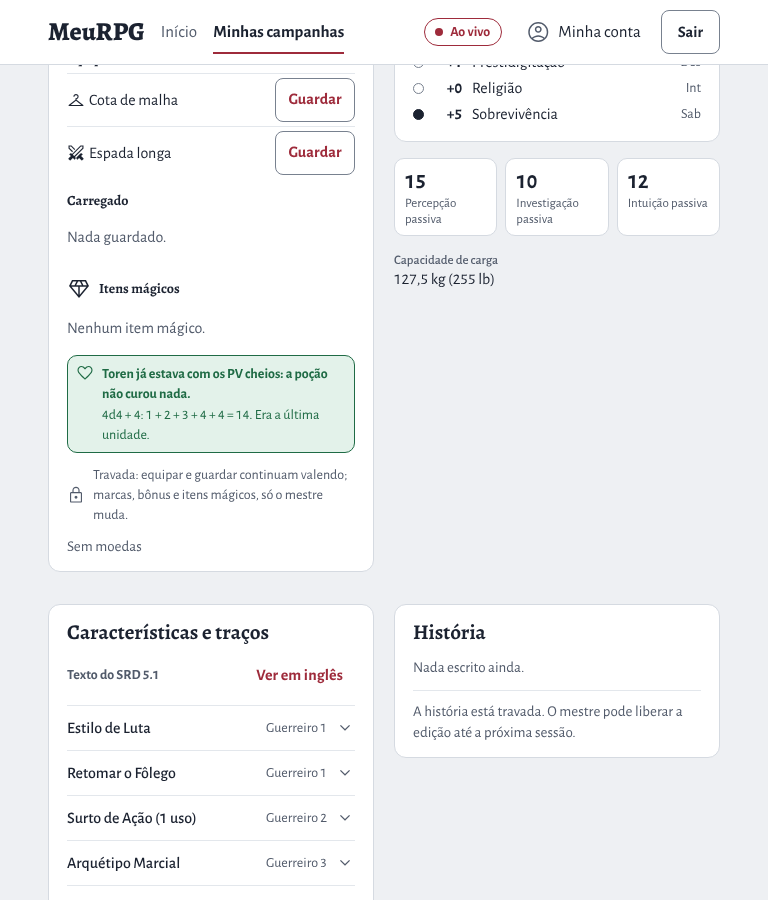 MeuRPG Início Minhas campanhas Ao vivo Minha conta Sair
Cota de malha Guardar
Espada longa Guardar
Carregado
Nada guardado.
Itens mágicos
Nenhum item mágico.
Toren já estava com os PV cheios: a poção
não curou nada.
4d4 + 4: 1 + 2 + 3 + 4 + 4 = 14. Era a última
unidade.
Travada: equipar e guardar continuam valendo;
marcas, bônus e itens mágicos, só o mestre
muda.
Sem moedas
+0 Religião Int
+5 Sobrevivência Sab
15
Percepção
passiva
10
Investigação
passiva
12
Intuição passiva
Capacidade de carga
127,5 kg (255 lb)
Características e traços
Texto do SRD 5.1 Ver em inglês
Estilo de Luta Guerreiro 1
Retomar o Fôlego Guerreiro 1
Surto de Ação (1 uso) Guerreiro 2
Arquétipo Marcial Guerreiro 3
História
Nada escrito ainda.
A história está travada. O mestre pode liberar a
edição até a próxima sessão.